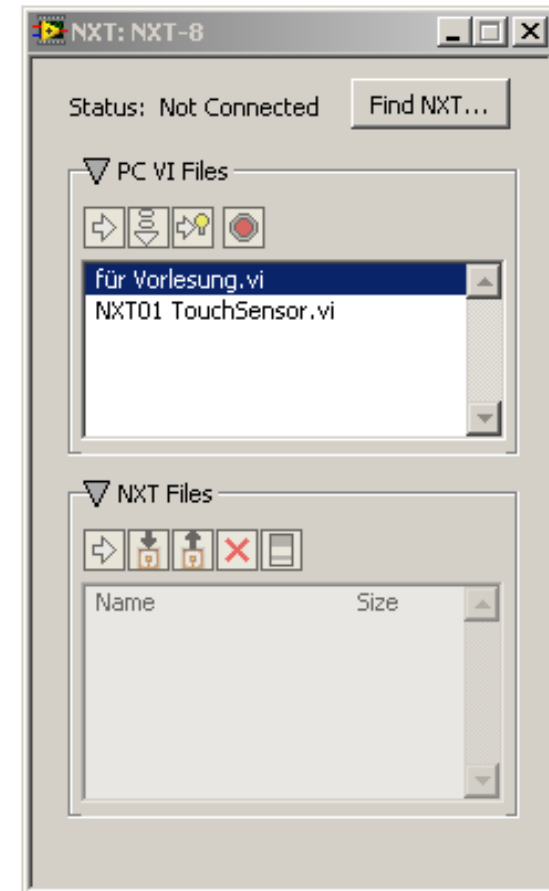 NXT: NXT-8
Status: Not Connected Find NXT...
PC VI Files
für Vorlesung.vi
NXT01 TouchSensor.vi
NXT Files
Name Size